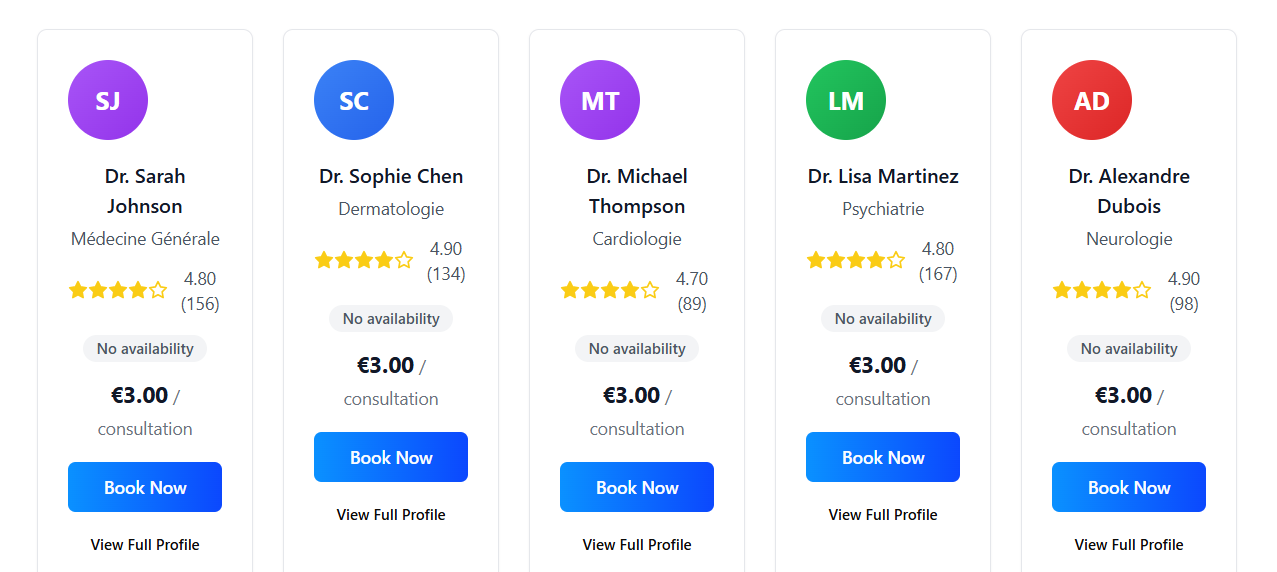 SJ
Dr. Sarah
Johnson
Médecine Générale
4.80
(156)
No availability
€3.00 /
consultation
Book Now
View Full Profile
SC
Dr. Sophie Chen
Dermatologie
4.90
(134)
No availability
€3.00 /
consultation
Book Now
View Full Profile
MT
Dr. Michael
Thompson
Cardiologie
4.70
(89)
No availability
€3.00 /
consultation
Book Now
View Full Profile
LM
Dr. Lisa Martinez
Psychiatrie
4.80
(167)
No availability
€3.00 /
consultation
Book Now
View Full Profile
AD
Dr. Alexandre
Dubois
Neurologie
4.90
(98)
No availability
€3.00 /
consultation
Book Now
View Full Profile